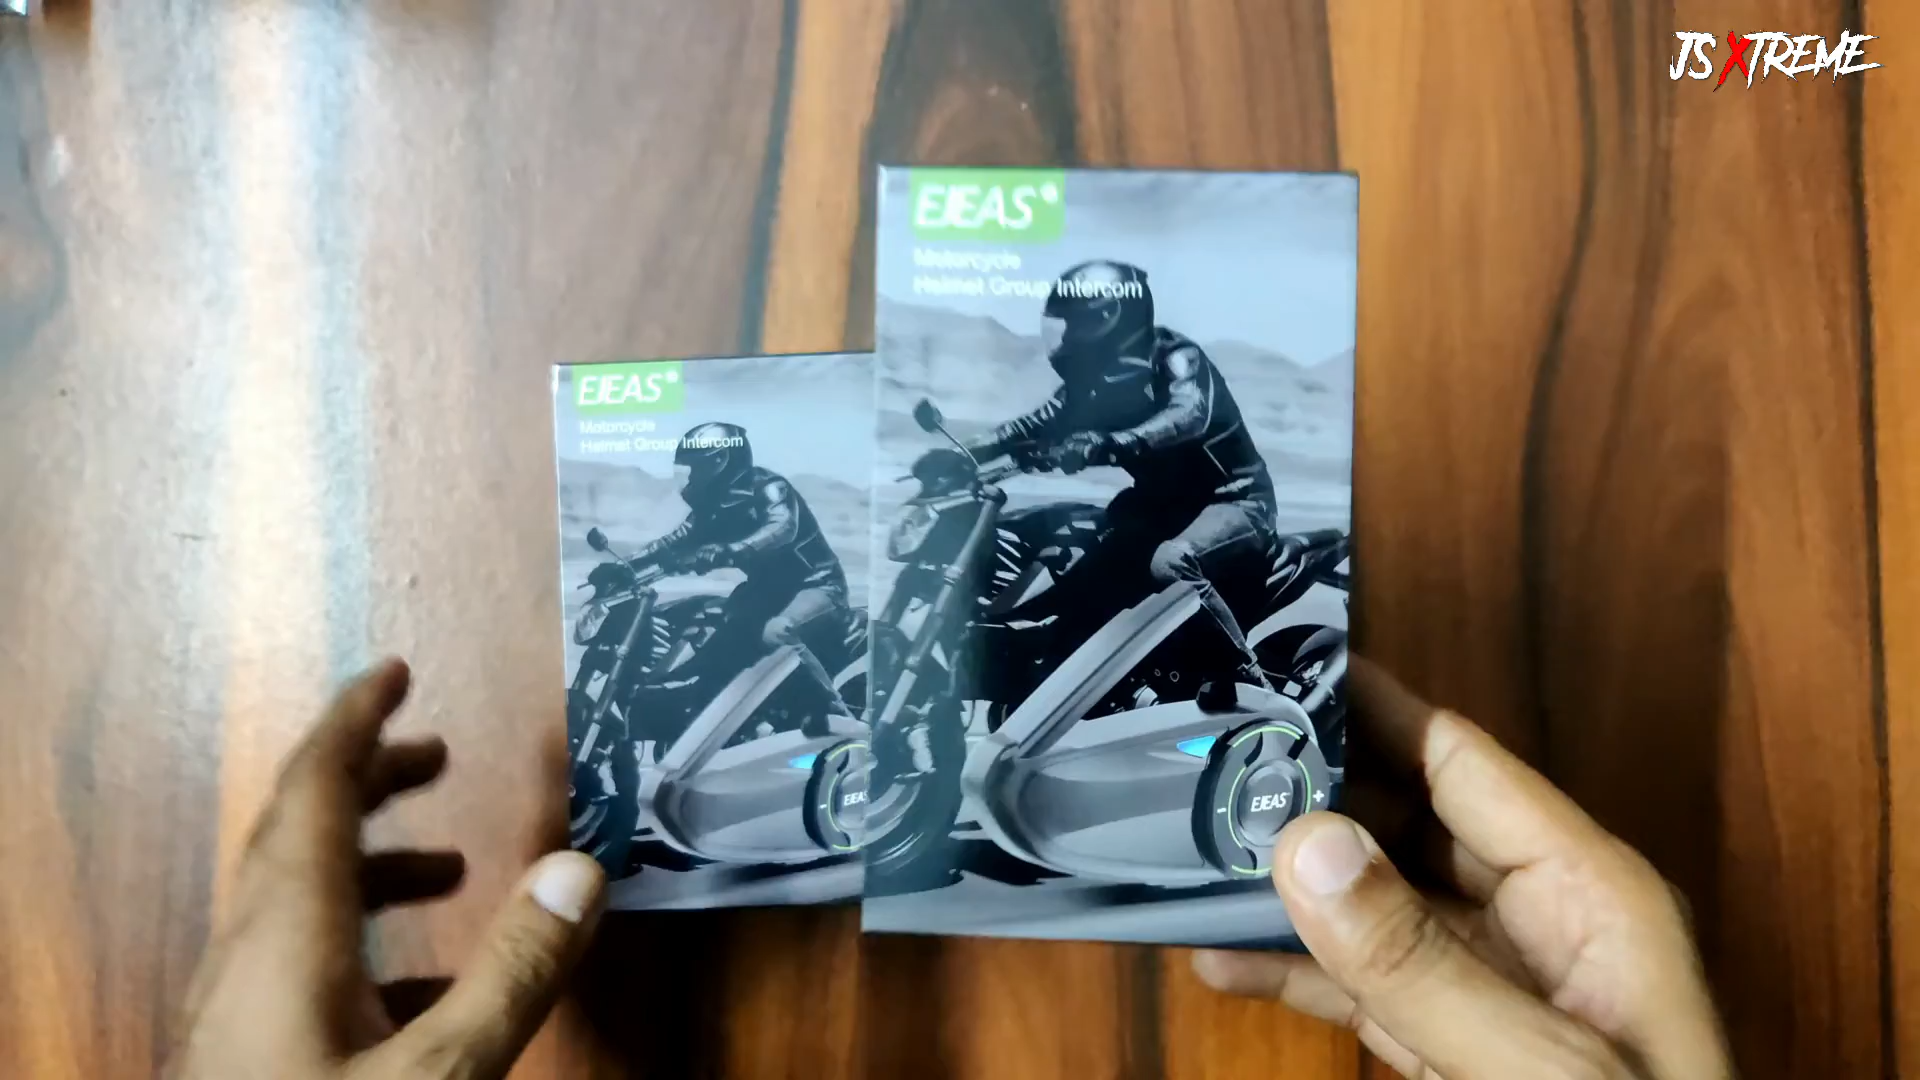 JS XTREME
EJEAS
Motorcycle
Helmet Group Intercom
- EJEAS
EJEAS
Motorcycle
Helmet Group Intercom
- EJEAS +